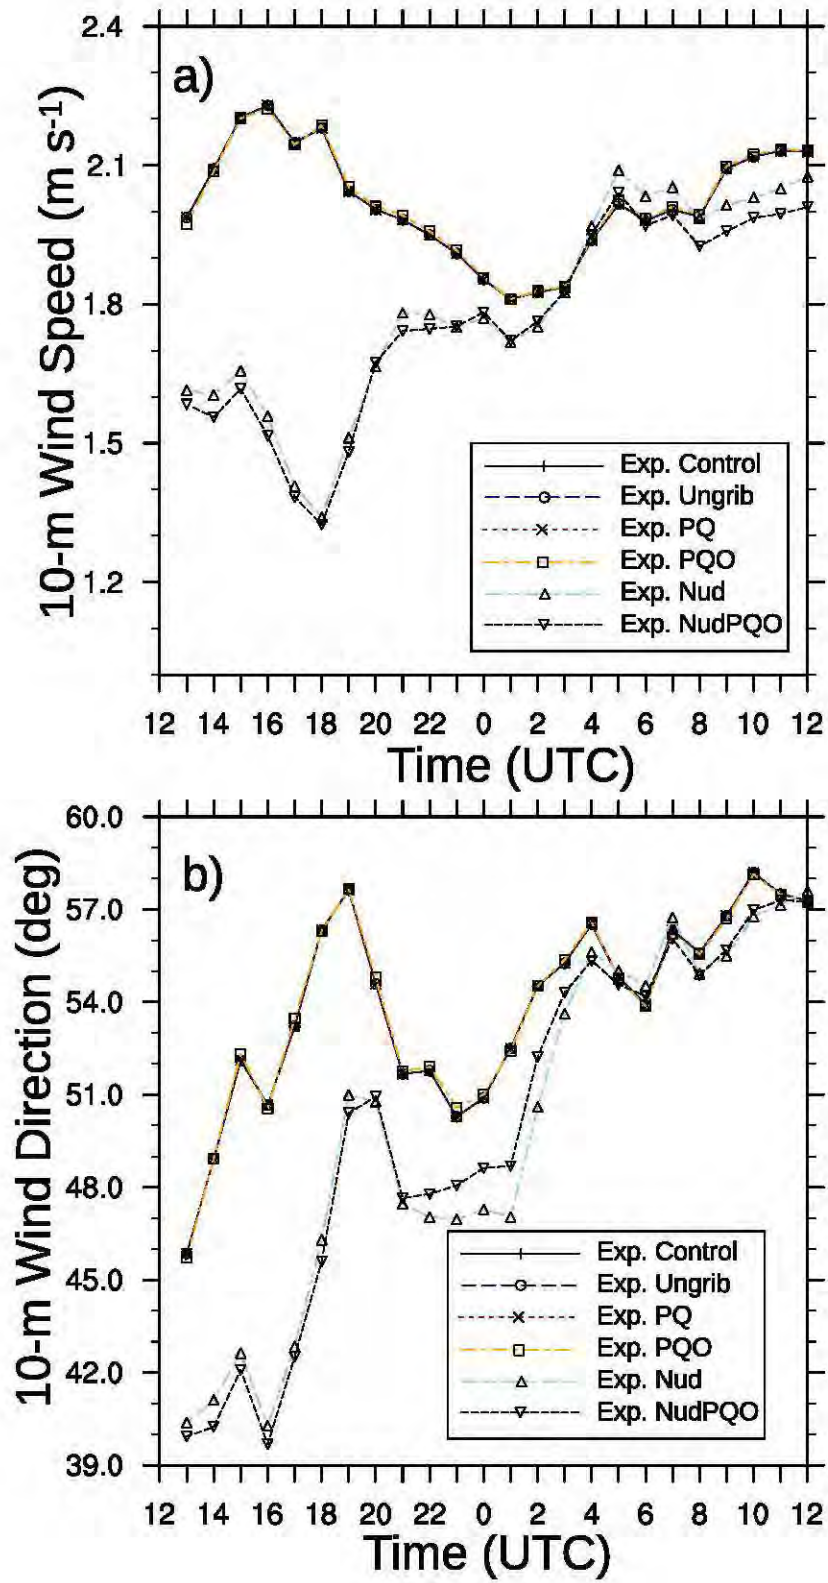 a)
10-m Wind Speed (m s-1)
2.4
2.1
1.8
1.5
1.2
Exp. Control
Exp. Ungrib
Exp. PQ
Exp. PQO
Exp. Nud
Exp. NudPQO
12 14 16 18 20 22 0 2 4 6 8 10 12
Time (UTC)
b)
10-m Wind Direction (deg)
60.0
57.0
54.0
51.0
48.0
45.0
42.0
39.0
Exp. Control
Exp. Ungrib
Exp. PQ
Exp. PQO
Exp. Nud
Exp. NudPQO
12 14 16 18 20 22 0 2 4 6 8 10 12
Time (UTC)